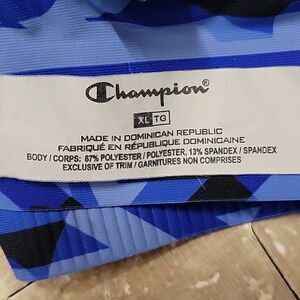 Champion
XL TG
MADE IN DOMINICAN REPUBLIC
FABRIQUÉ EN RÉPUBLIQUE DOMINICAINE
BODY / CORPS: 87% POLYESTER / POLYESTER, 13% SPANDEX / SPANDEX
EXCLUSIVE OF TRIM / GARNITURES NON COMPRISES